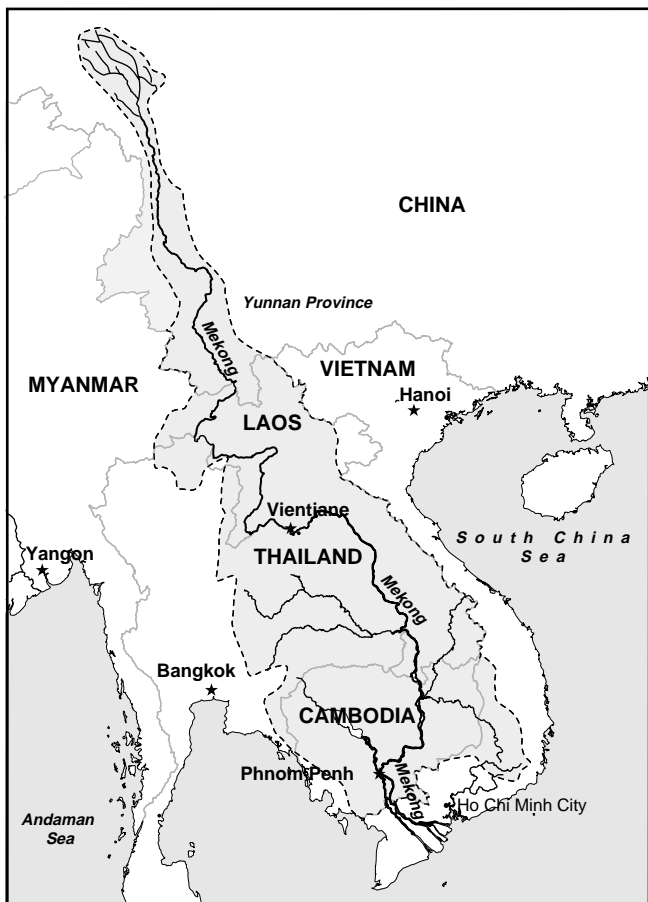 CHINA
Yunnan Province
Mekong
VIETNAM
MYANMAR
Hanoi
LAOS
Vientiane
South China
Sea
Yangon
THAILAND
Mekong
Bangkok
CAMBODIA
Phnom Penh
Mekong
Ho Chi Minh City
Andaman
Sea